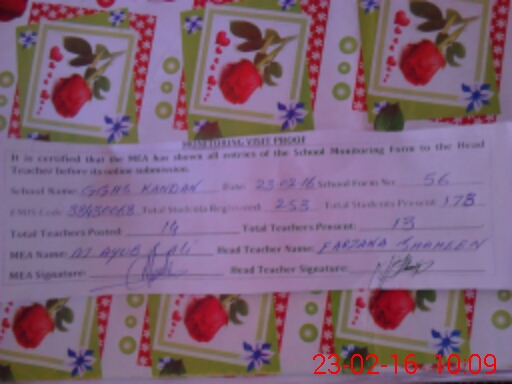 MONITORING VISIT PROOF
It is certified that the MEA has shown all entries of the School Monitoring Form to the Head
Teacher before its online submission.
School Name: GGHS KANDAN Date: 23-02-16 School Form No: 56
EMIS Code: Total Students Registered: 253 Total Students Present: 178
Total Teachers Posted: 14 Total Teachers Present: 13
MEA Name: AYUB ALI Head Teacher Name: FARZANA SHAHEEN
MEA Signature: Head Teacher Signature:
23-02-16 10:09